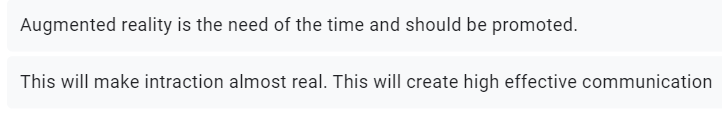 Augmented reality is the need of the time and should be promoted.
This will make intraction almost real. This will create high effective communication